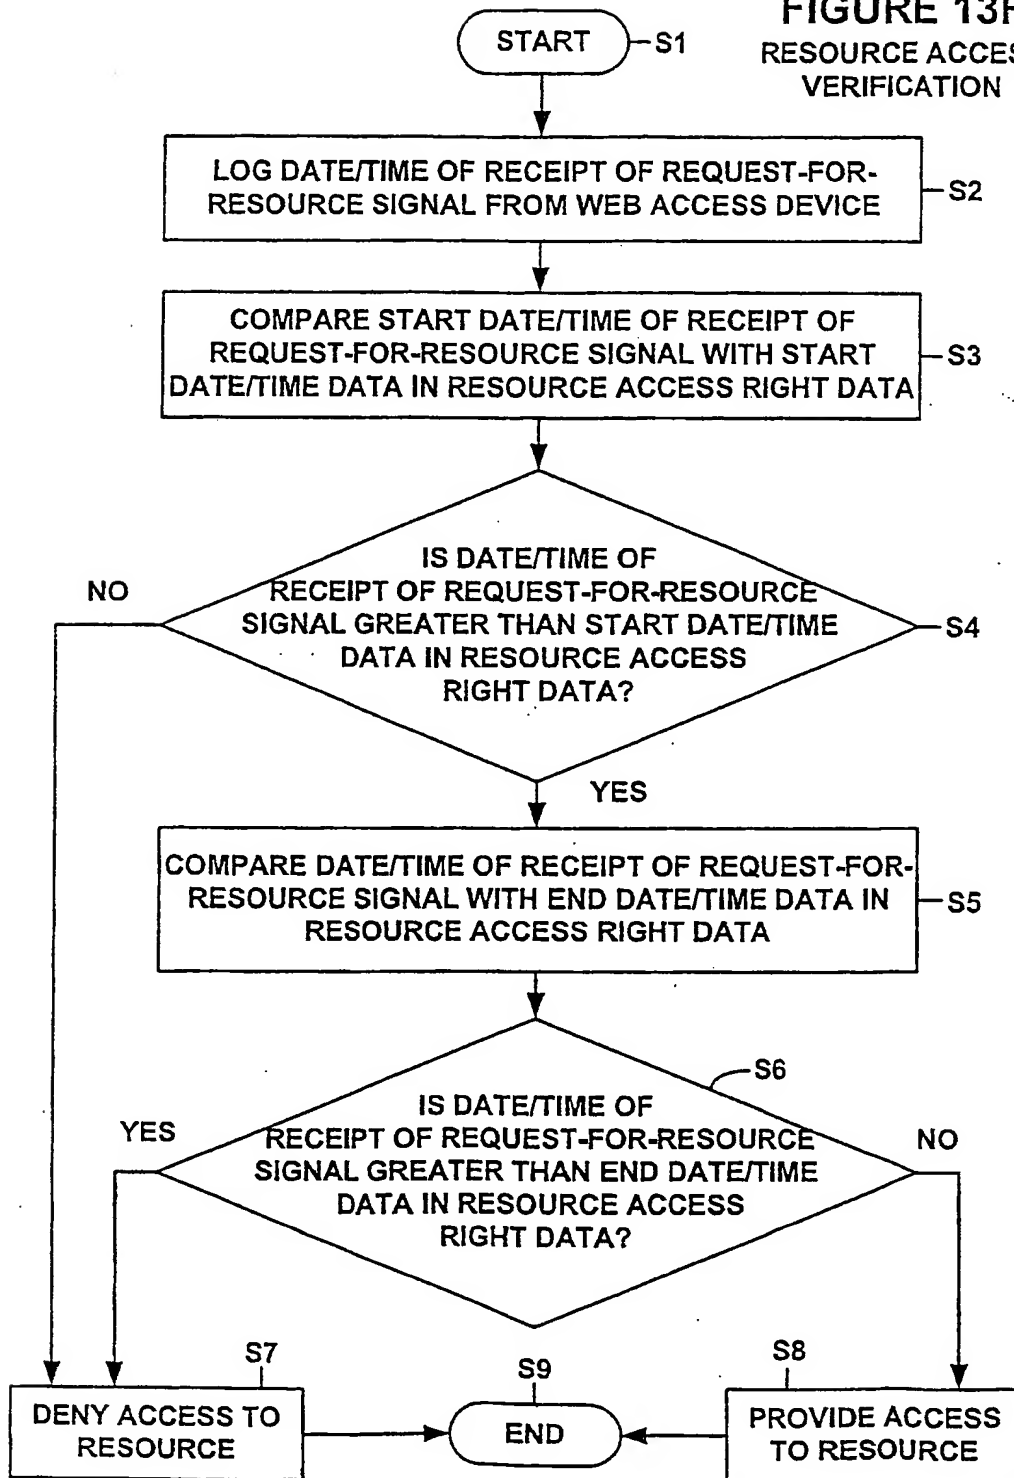 FIGURE 13F
START
S1
RESOURCE ACCES
VERIFICATION
LOG DATE/TIME OF RECEIPT OF REQUEST-FOR-
RESOURCE SIGNAL FROM WEB ACCESS DEVICE
S2
COMPARE START DATE/TIME OF RECEIPT OF
REQUEST-FOR-RESOURCE SIGNAL WITH START
DATE/TIME DATA IN RESOURCE ACCESS RIGHT DATA
S3
IS DATE/TIME OF
RECEIPT OF REQUEST-FOR-RESOURCE
SIGNAL GREATER THAN START DATE/TIME
DATA IN RESOURCE ACCESS
RIGHT DATA?
NO
S4
YES
COMPARE DATE/TIME OF RECEIPT OF REQUEST-FOR-
RESOURCE SIGNAL WITH END DATE/TIME DATA IN
RESOURCE ACCESS RIGHT DATA
S5
S6
IS DATE/TIME OF
RECEIPT OF REQUEST-FOR-RESOURCE
SIGNAL GREATER THAN END DATE/TIME
DATA IN RESOURCE ACCESS
RIGHT DATA?
YES
NO
S7
S9
S8
DENY ACCESS TO
RESOURCE
END
PROVIDE ACCESS
TO RESOURCE